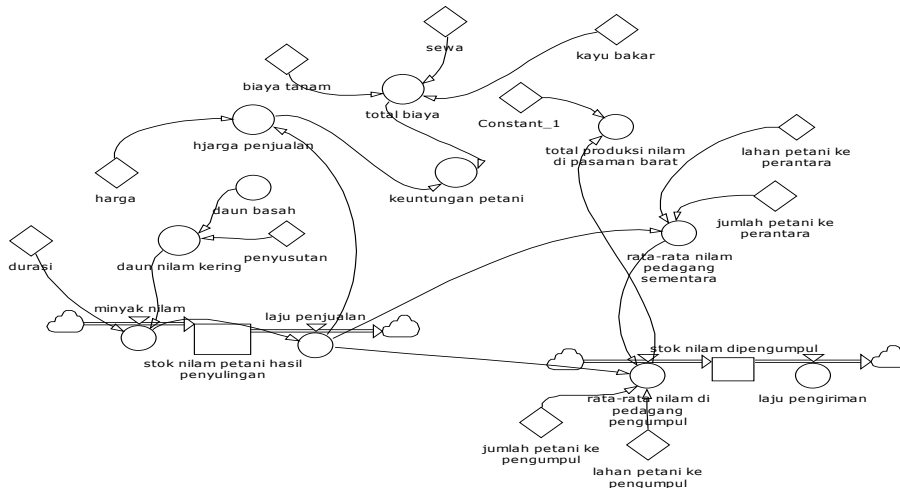 sewa
kayu bakar
biaya tanam
total biaya
Constant_1
hjarga penjualan
total produksi nilam
di pasaman barat
lahan petani ke
perantara
harga
keuntungan petani
daun basah
jumlah petani ke
perantara
durasi
daun nilam kering
penyusutan
rata-rata nilam
pedagang
sementara
minyak nilam
laju penjualan
stok nilam petani hasil
penyulingan
stok nilam dipengumpul
rata-rata nilam di
pedagang
pengumpul
laju pengiriman
jumlah petani ke
pengumpul
lahan petani ke
pengumpul